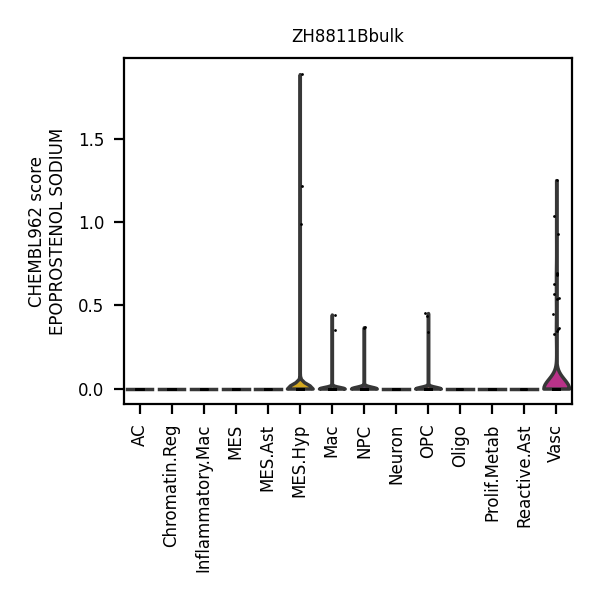 ZH8811Bbulk
CHEMBL962 score
EPOPROSTENOL SODIUM
1.5
1.0
0.5
0.0
AC
Chromatin.Reg
Inflammatory.Mac
MES
MES.Ast
MES.Hyp
Mac
NPC
Neuron
OPC
Oligo
Prolif.Metab
Reactive.Ast
Vasc